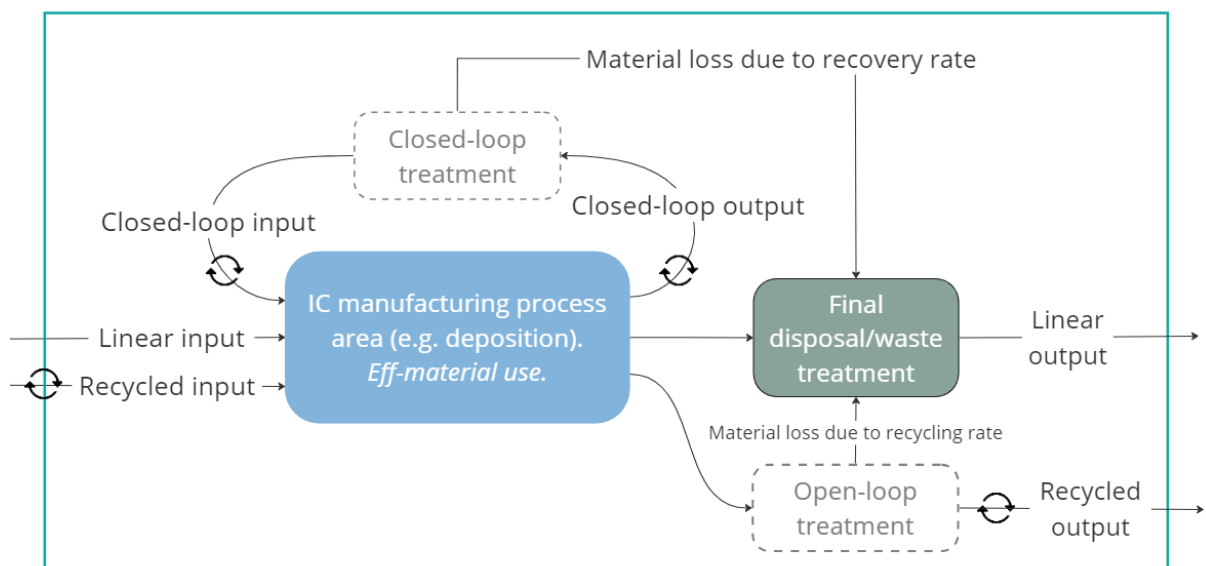 Material loss due to recovery rate
Closed-loop
treatment
Closed-loop input
Closed-loop output
IC manufacturing process
area (e.g. deposition).
Eff-material use.
Linear input
Recycled input
Final
disposal/waste
treatment
Linear
output
Material loss due to recycling rate
Open-loop
treatment
Recycled
output